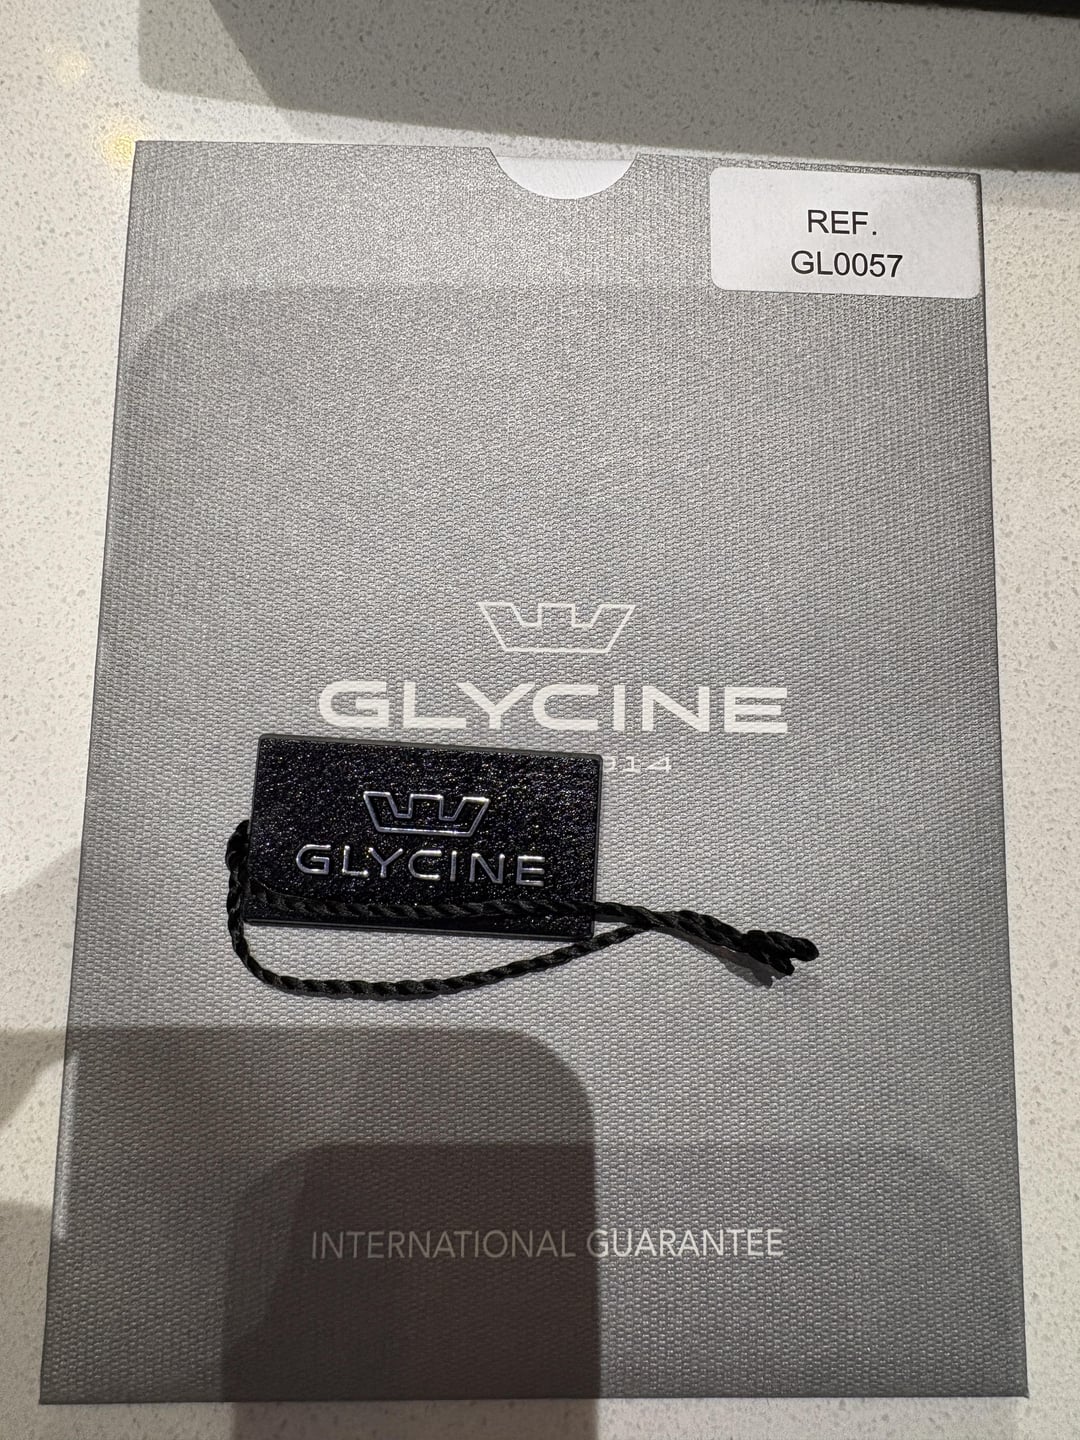 REF.
GL0057
GLYCINE
GLYCINE
INTERNATIONAL GUARANTEE